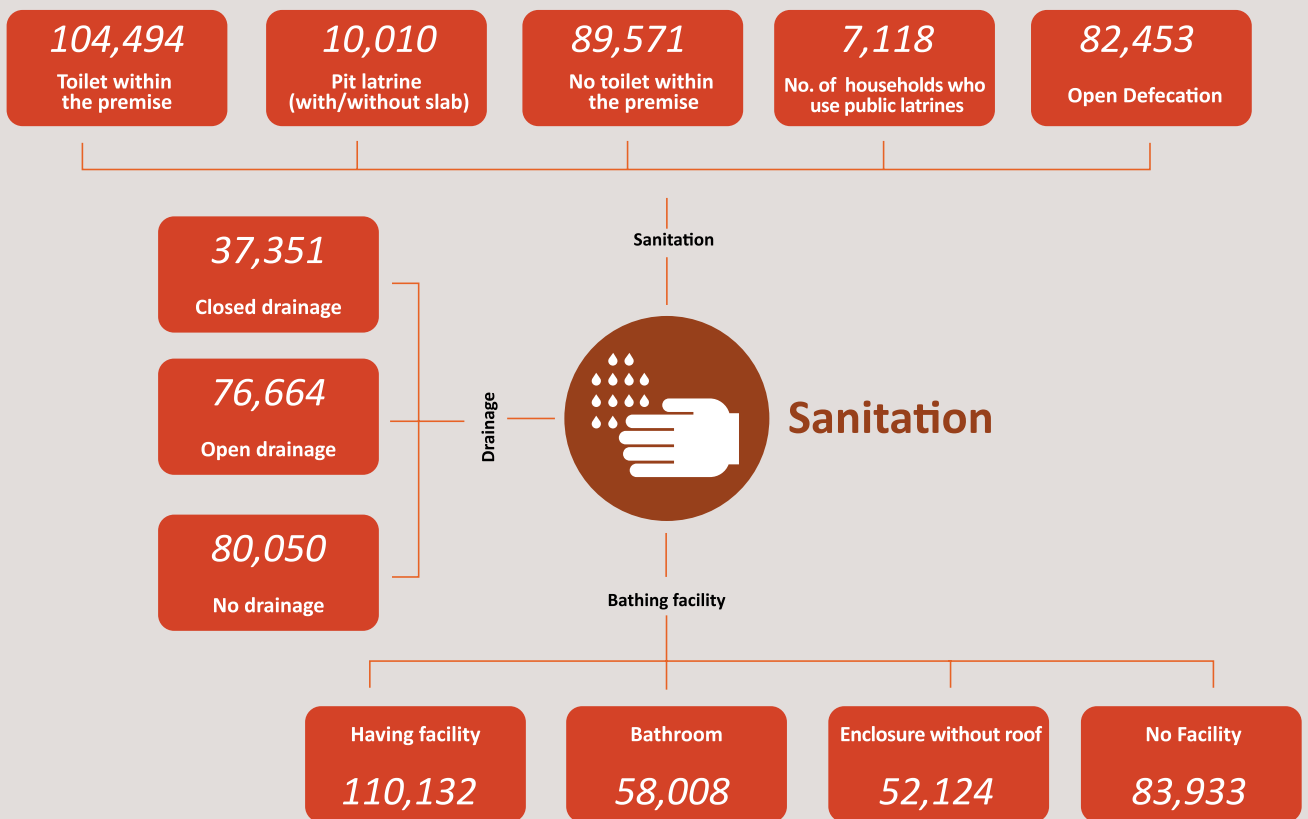 104,494
Toilet within
the premise
10,010
Pit latrine
(with/without slab)
89,571
No toilet within
the premise
7,118
No. of households who
use public latrines
82,453
Open Defecation
Sanitation
37,351
Closed drainage
76,664
Open drainage
80,050
No drainage
Drainage
Sanitation
Bathing facility
Having facility
110,132
Bathroom
58,008
Enclosure without roof
52,124
No Facility
83,933